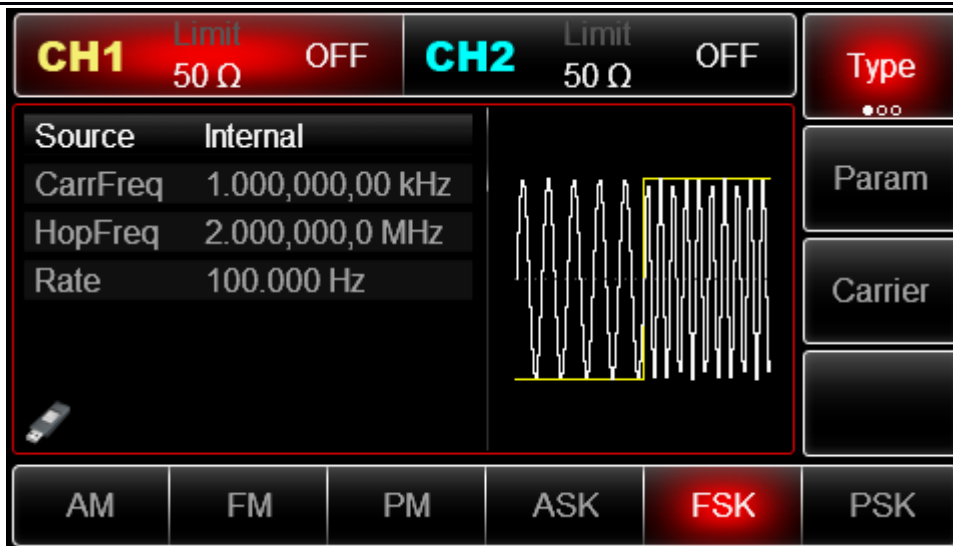 CH1 Limit 50 Ω OFF CH2 Limit 50 Ω OFF
Type
Source Internal
CarrFreq 1.000,000,00 kHz
HopFreq 2.000,000,0 MHz
Rate 100.000 Hz
Param
Carrier
AM FM PM ASK FSK PSK